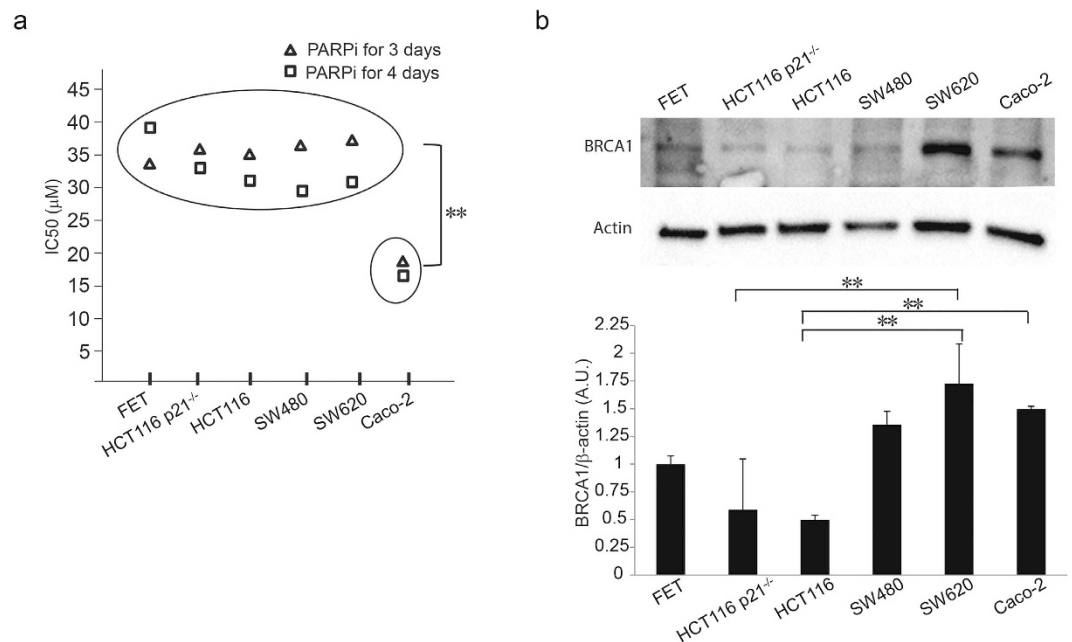 a
△ PARPi for 3 days
□ PARPi for 4 days
45
40
35
30
25
20
15
10
5
IC50 (μM)
**
FET
HCT116 p21⁻/⁻
HCT116
SW480
SW620
Caco-2
b
FET
HCT116 p21⁻/⁻
HCT116
SW480
SW620
Caco-2
BRCA1
Actin
**
**
**
2.25
2
1.75
1.5
1.25
1
0.75
0.5
0.25
0
BRCA1/β-actin (A.U.)
FET
HCT116 p21⁻/⁻
HCT116
SW480
SW620
Caco-2